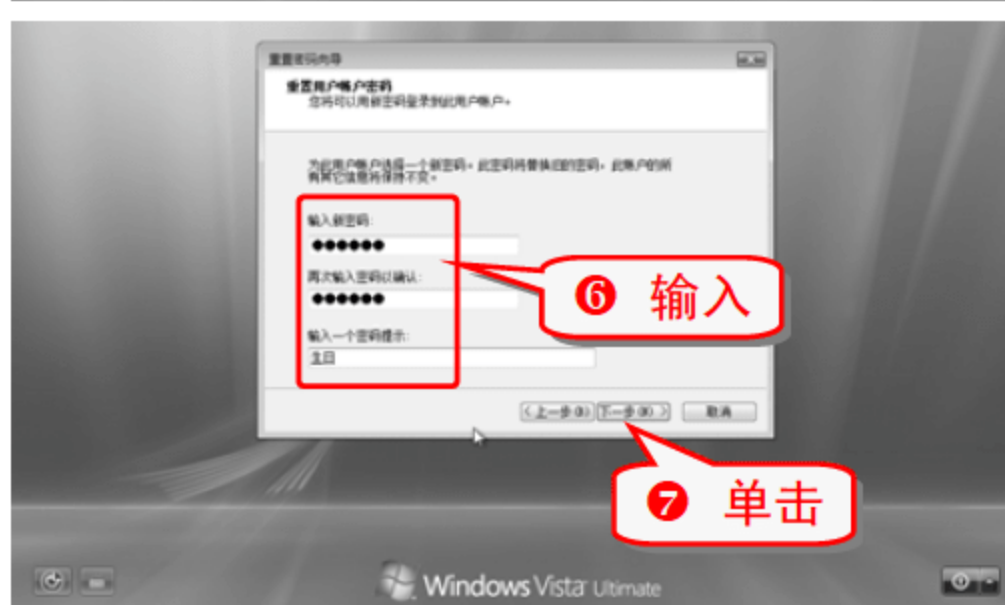 重置密码向导
重置用户帐户密码
您将可以用新密码登录到此用户帐户。
为此用户帐户选择一个新密码。此密码将替换旧的密码。此账户的所
有其它信息将保持不变。
输入新密码:
●●●●●●
再次输入密码以确认:
●●●●●●
❻ 输入
输入一个密码提示:
生日
<上一步(B) 下一步(N) > 取消
❼ 单击
Windows Vista Ultimate